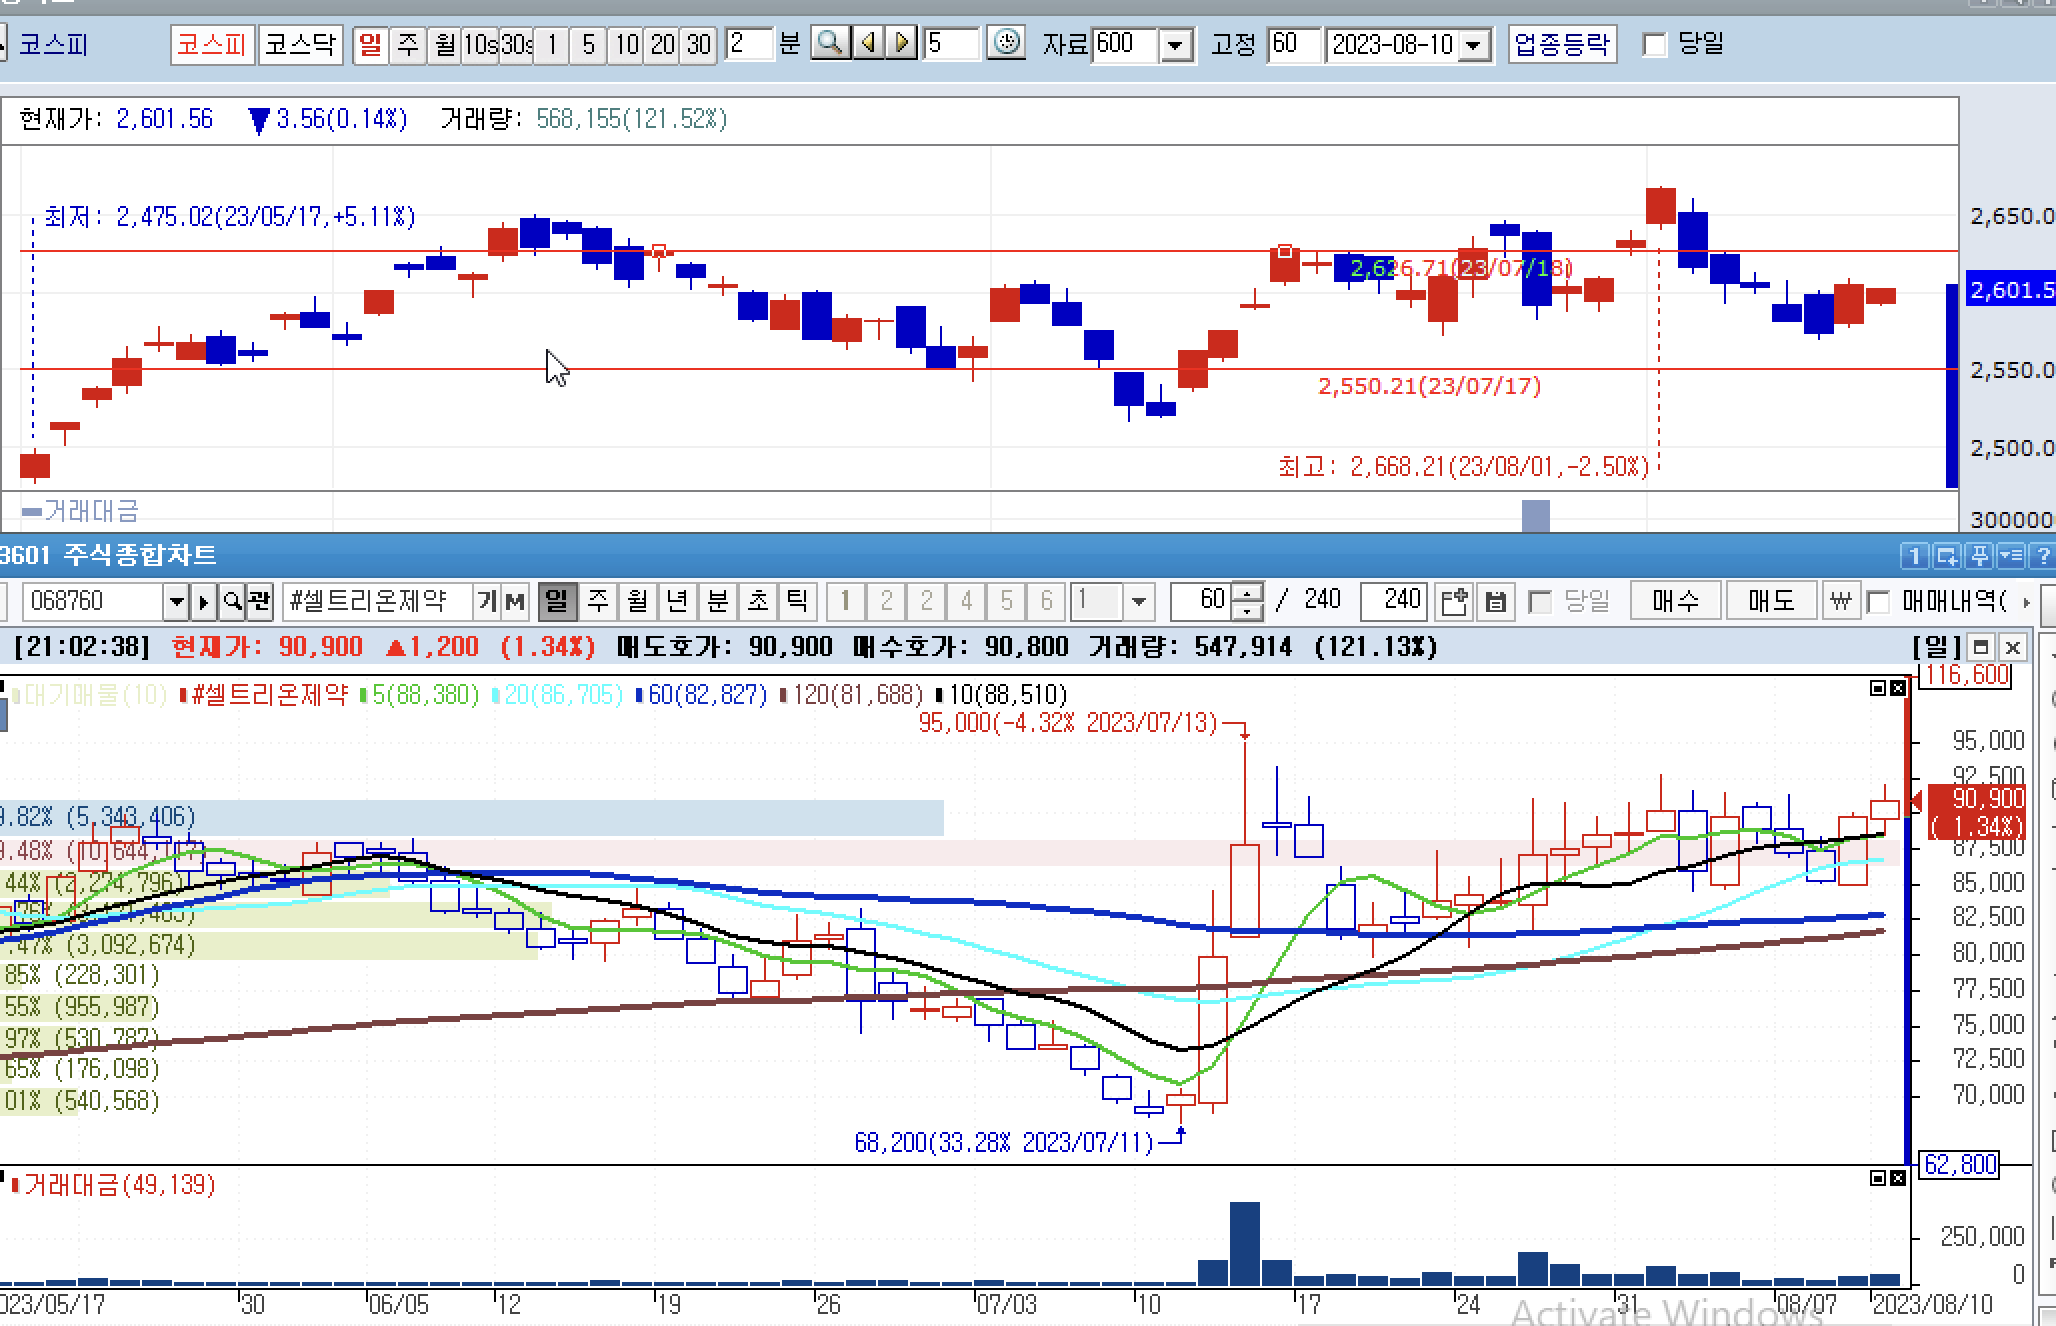 코스피 코스피 코스닥 일 주 월 10s 30s 1 5 10 20 30 2 분 5 자료 600 고정 60 2023-08-10 업종등락 당일
현재가: 2,601.56 ▼3.56(0.14%) 거래량: 568,155(121.52%)
최저: 2,475.02(23/05/17,+5.11%)
2,650.0
2,626.71(23/07/18)
2,601.5
2,550.0
2,550.21(23/07/17)
2,500.0
최고: 2,668.21(23/08/01,-2.50%)
거래대금
300000
3601 주식종합차트 1 ?
068760 관 #셀트리온제약 기 M 일 주 월 년 분 초 틱 1 2 2 4 5 6 1 60 / 240 240 당일 매수 매도 ₩ 매매내역(
[21:02:38] 현재가: 90,900 ▲1,200 (1.34%) 매도호가: 90,900 매수호가: 90,800 거래량: 547,914 (121.13%) [일]
116,600
대기매물(10) #셀트리온제약 5(88,380) 20(86,705) 60(82,827) 120(81,688) 10(88,510)
95,000(-4.32% 2023/07/13)
95,000
92,500
90,900
( 1.34%)
9.82% (5,343,406)
87,500
9.48% (10,644,117)
44% (2,274,796)
85,000
82,500
.47% (3,092,674)
80,000
85% (228,301)
77,500
55% (955,987)
75,000
97% (530,787)
72,500
65% (176,098)
70,000
01% (540,568)
68,200(33.28% 2023/07/11)
62,800
거래대금(49,139)
250,000
0
023/05/17 30 06/05 12 19 26 07/03 10 17 24 31 08/07 2023/08/10
Activate Windows